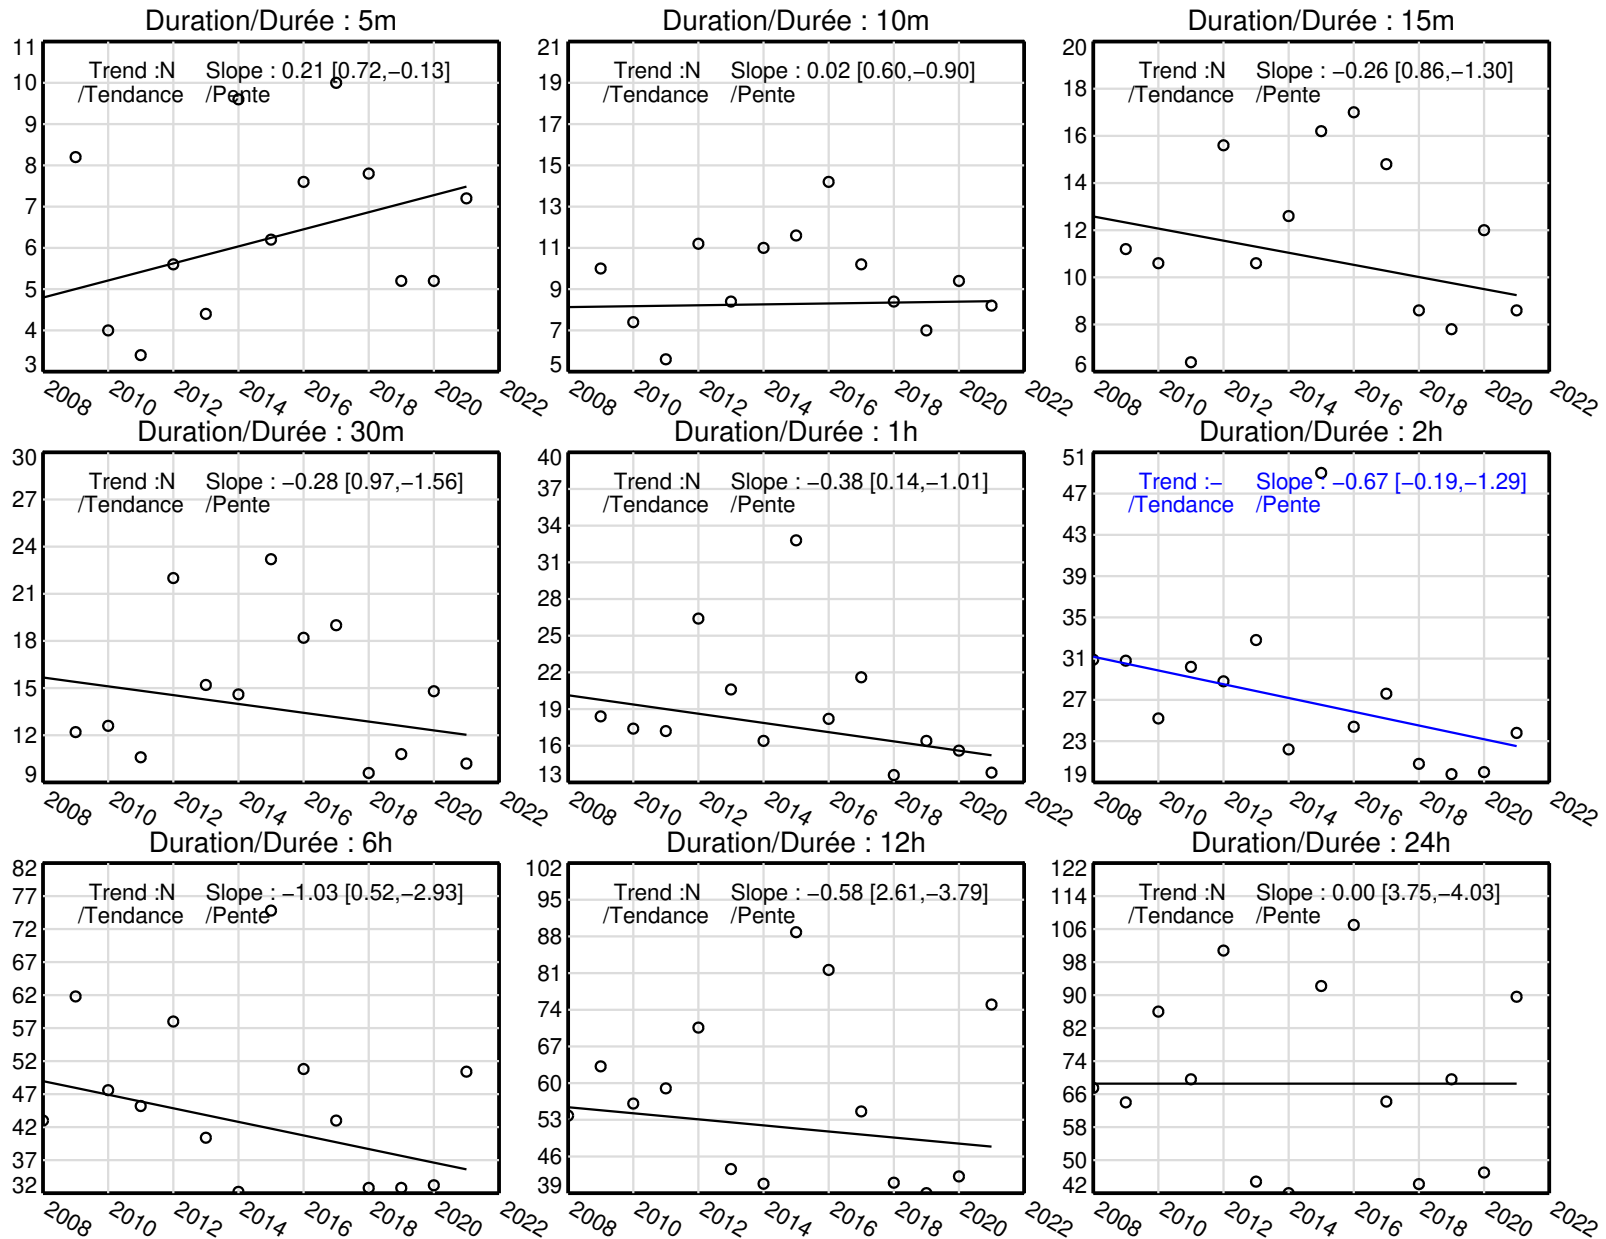 Duration/Durée : 5m
Trend :N Slope : 0.21 [0.72,−0.13]
/Tendance /Pente
11
10
9
8
7
6
5
4
3
2008 2010 2012 2014 2016 2018 2020 2022
Duration/Durée : 10m
Trend :N Slope : 0.02 [0.60,−0.90]
/Tendance /Pente
21
19
17
15
13
11
9
7
5
2008 2010 2012 2014 2016 2018 2020 2022
Duration/Durée : 15m
Trend :N Slope : −0.26 [0.86,−1.30]
/Tendance /Pente
20
18
16
14
12
10
8
6
2008 2010 2012 2014 2016 2018 2020 2022
Duration/Durée : 30m
Trend :N Slope : −0.28 [0.97,−1.56]
/Tendance /Pente
30
27
24
21
18
15
12
9
2008 2010 2012 2014 2016 2018 2020 2022
Duration/Durée : 1h
Trend :N Slope : −0.38 [0.14,−1.01]
/Tendance /Pente
40
37
34
31
28
25
22
19
16
13
2008 2010 2012 2014 2016 2018 2020 2022
Duration/Durée : 2h
Trend :− Slope : −0.67 [−0.19,−1.29]
/Tendance /Pente
51
47
43
39
35
31
27
23
19
2008 2010 2012 2014 2016 2018 2020 2022
Duration/Durée : 6h
Trend :N Slope : −1.03 [0.52,−2.93]
/Tendance /Pente
82
77
72
67
62
57
52
47
42
37
32
2008 2010 2012 2014 2016 2018 2020 2022
Duration/Durée : 12h
Trend :N Slope : −0.58 [2.61,−3.79]
/Tendance /Pente
102
95
88
81
74
67
60
53
46
39
2008 2010 2012 2014 2016 2018 2020 2022
Duration/Durée : 24h
Trend :N Slope : 0.00 [3.75,−4.03]
/Tendance /Pente
122
114
106
98
90
82
74
66
58
50
42
2008 2010 2012 2014 2016 2018 2020 2022